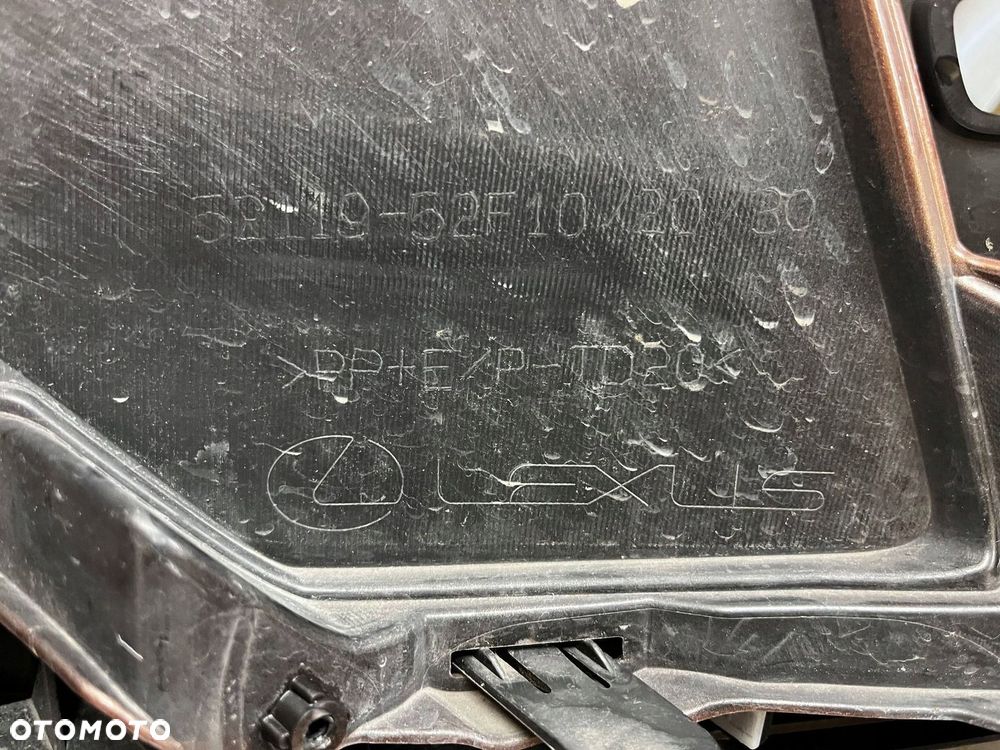 52119-52F10/20/30
>PP+E/P-TD20<
LEXUS
OTOMOTO